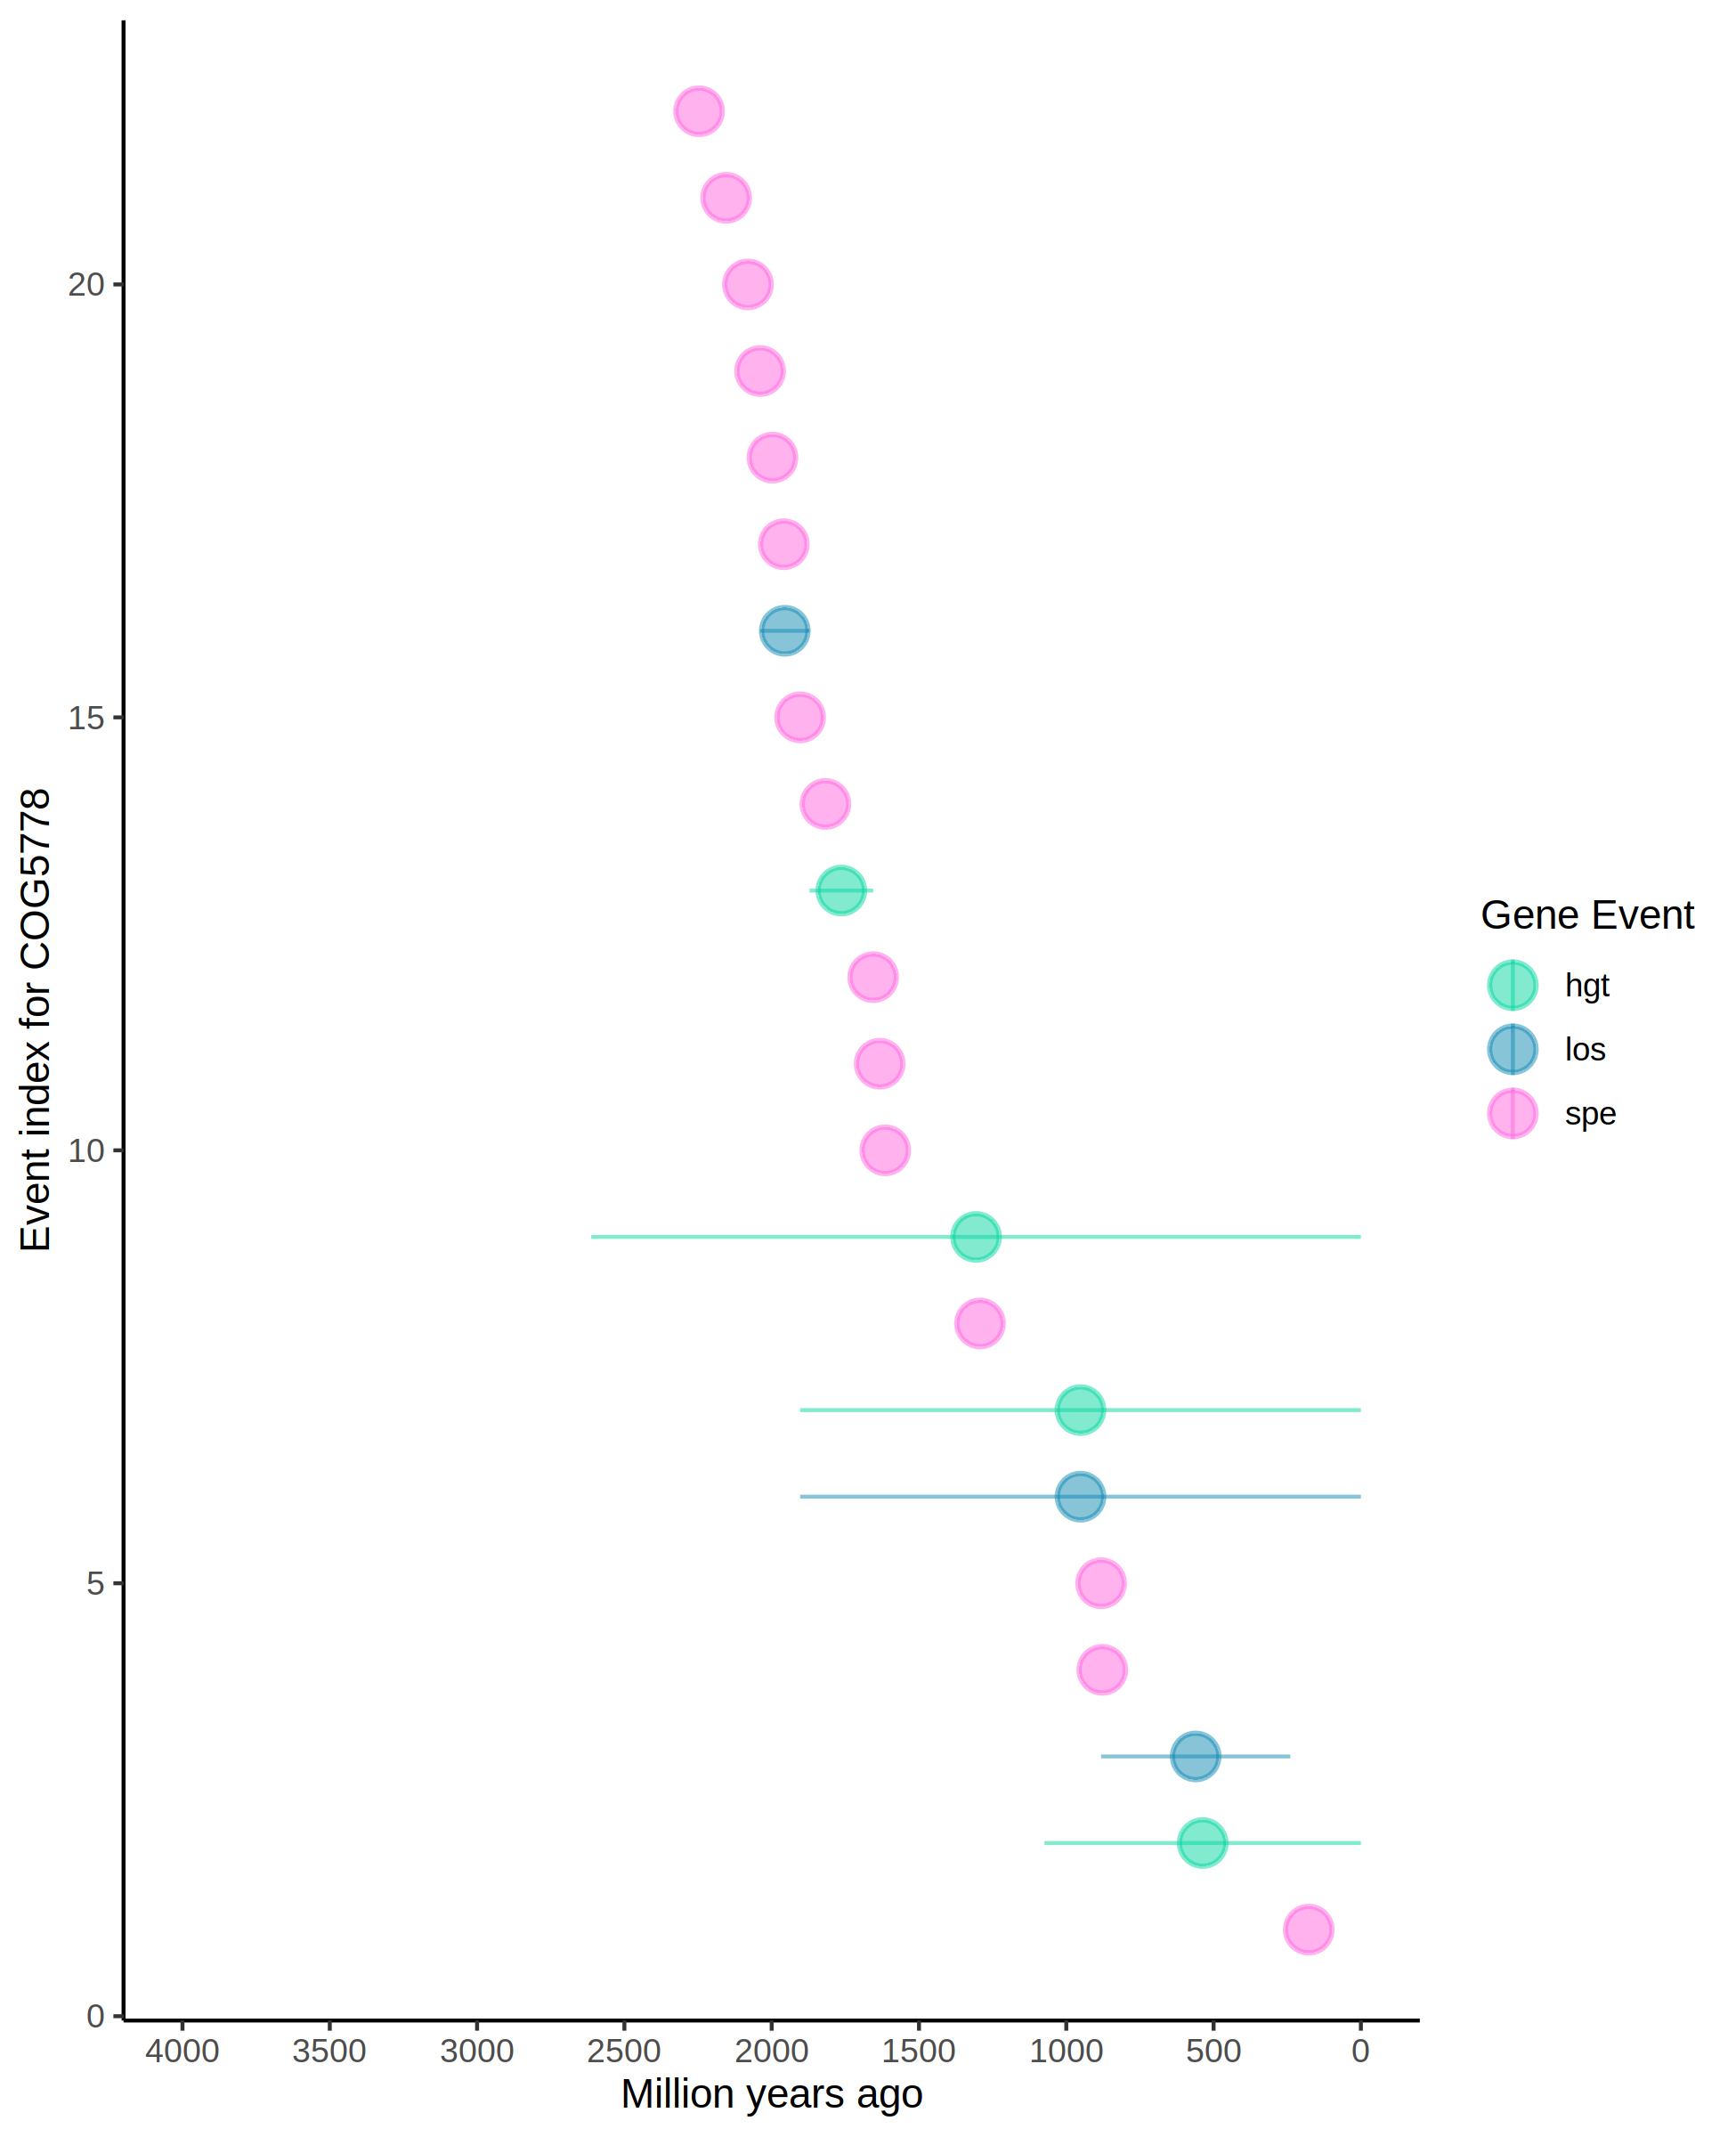 Event index for COG5778
20
15
10
5
0
4000 3500 3000 2500 2000 1500 1000 500 0
Million years ago
Gene Event
hgt
los
spe